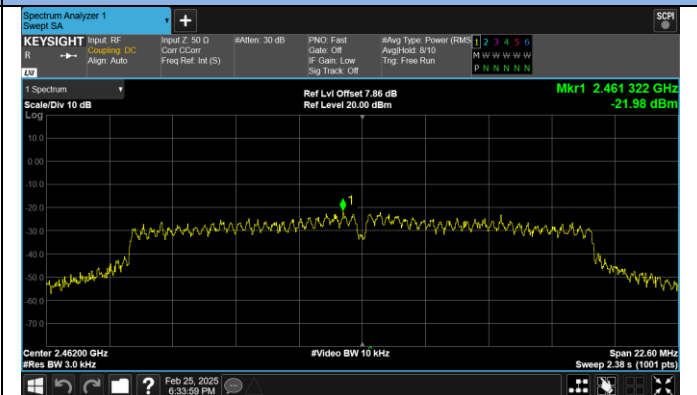 Spectrum Analyzer 1
Swept SA
+
SCPI
KEYSIGHT Input: RF Input Z: 50 Ω #Atten: 30 dB PNO: Fast #Avg Type: Power (RMS 1 2 3 4 5 6
R Coupling: DC Corr CCorr Gate: Off Avg|Hold: 8/10 M W W W W W
Align: Auto Freq Ref: Int (S) IF Gain: Low Trig: Free Run
LXI Sig Track: Off P N N N N N
1 Spectrum Ref Lvl Offset 7.86 dB Mkr1 2.461 322 GHz
Scale/Div 10 dB Ref Level 20.00 dBm -21.98 dBm
Log
10.0
0.00
-10.0
-20.0
1
-30.0
-40.0
-50.0
-60.0
-70.0
Center 2.46200 GHz #Video BW 10 kHz Span 22.60 MHz
#Res BW 3.0 kHz Sweep 2.38 s (1001 pts)
? Feb 25, 2025
6:33:59 PM